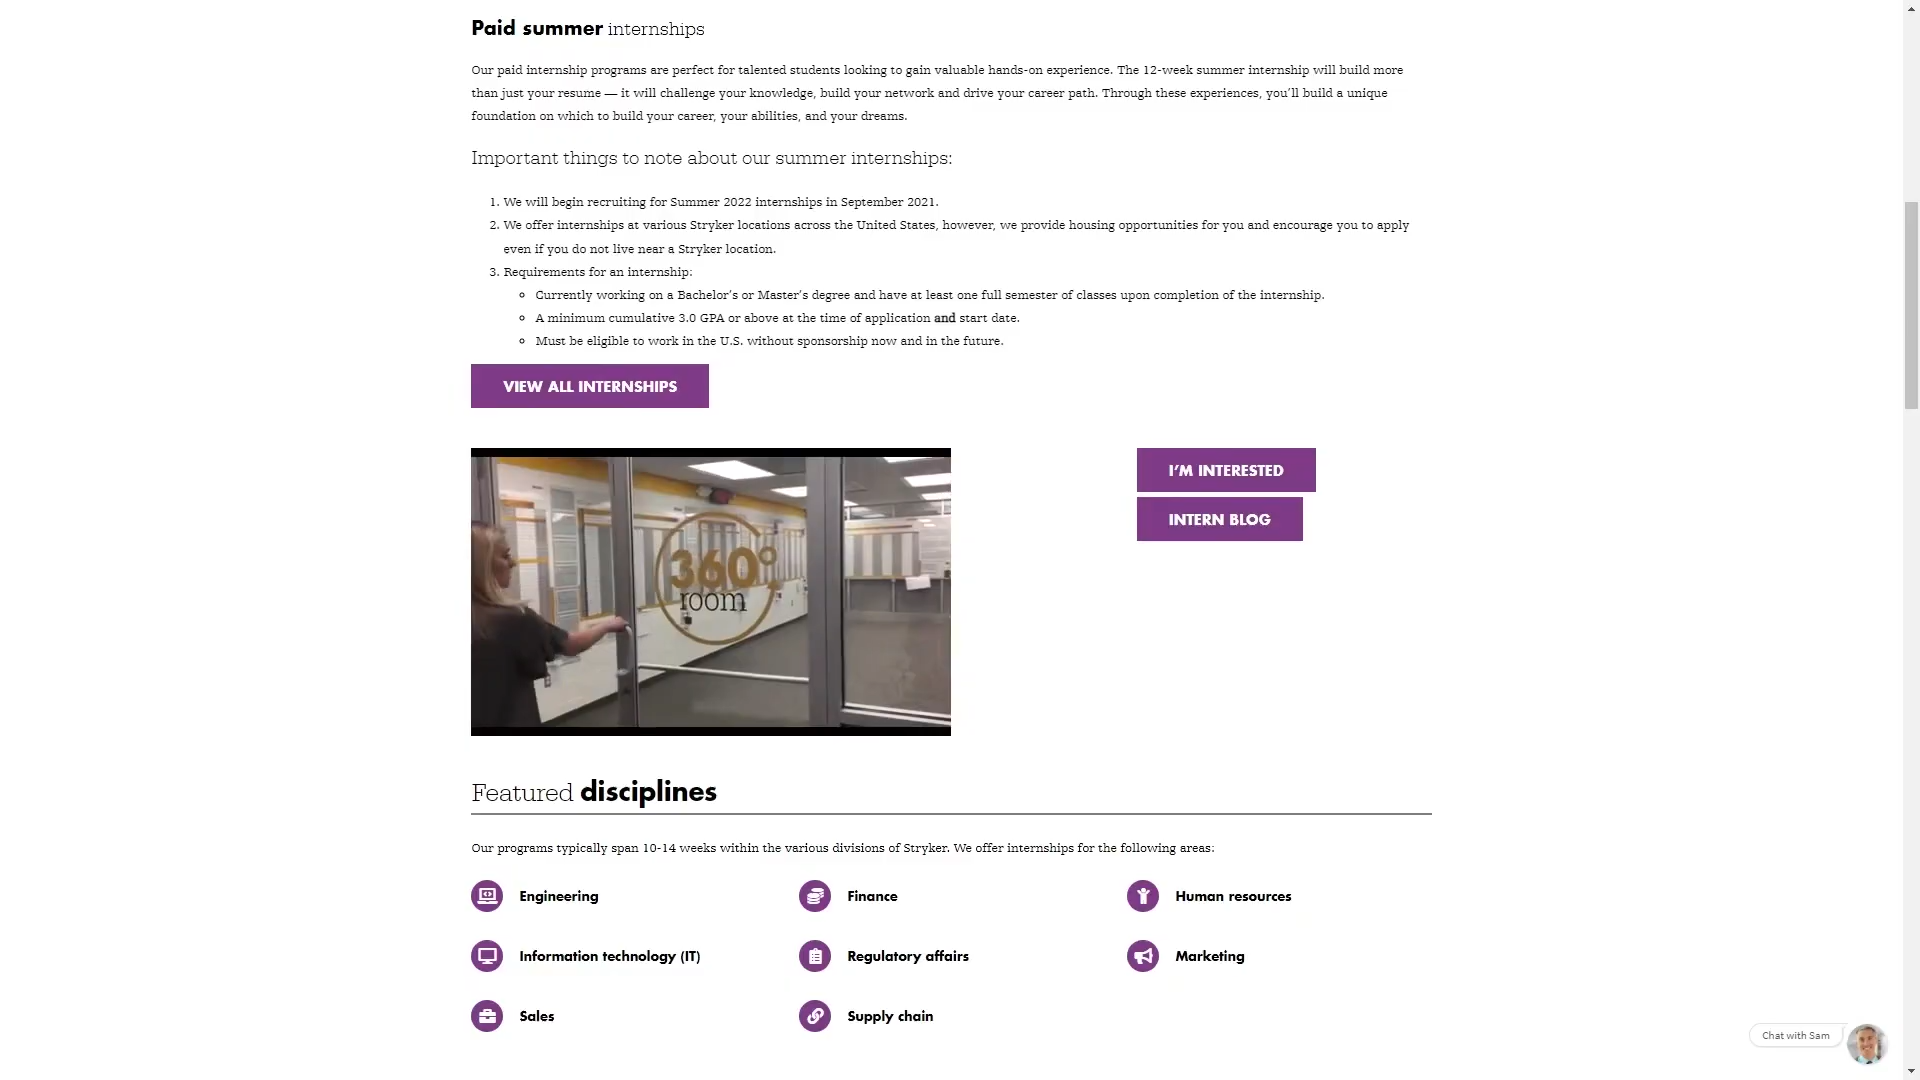 Paid summer internships
Our paid internship programs are perfect for talented students looking to gain valuable hands-on experience. The 12-week summer internship will build more
than just your resume — it will challenge your knowledge, build your network and drive your career path. Through these experiences, you’ll build a unique
foundation on which to build your career, your abilities, and your dreams.
Important things to note about our summer internships:
1. We will begin recruiting for Summer 2022 internships in September 2021.
2. We offer internships at various Stryker locations across the United States, however, we provide housing opportunities for you and encourage you to apply
even if you do not live near a Stryker location.
3. Requirements for an internship:
Currently working on a Bachelor’s or Master’s degree and have at least one full semester of classes upon completion of the internship.
A minimum cumulative 3.0 GPA or above at the time of application and start date.
Must be eligible to work in the U.S. without sponsorship now and in the future.
VIEW ALL INTERNSHIPS
360°
room
I’M INTERESTED
INTERN BLOG
Featured disciplines
Our programs typically span 10-14 weeks within the various divisions of Stryker. We offer internships for the following areas:
Engineering
Finance
Human resources
Information technology (IT)
Regulatory affairs
Marketing
Sales
Supply chain
Chat with Sam